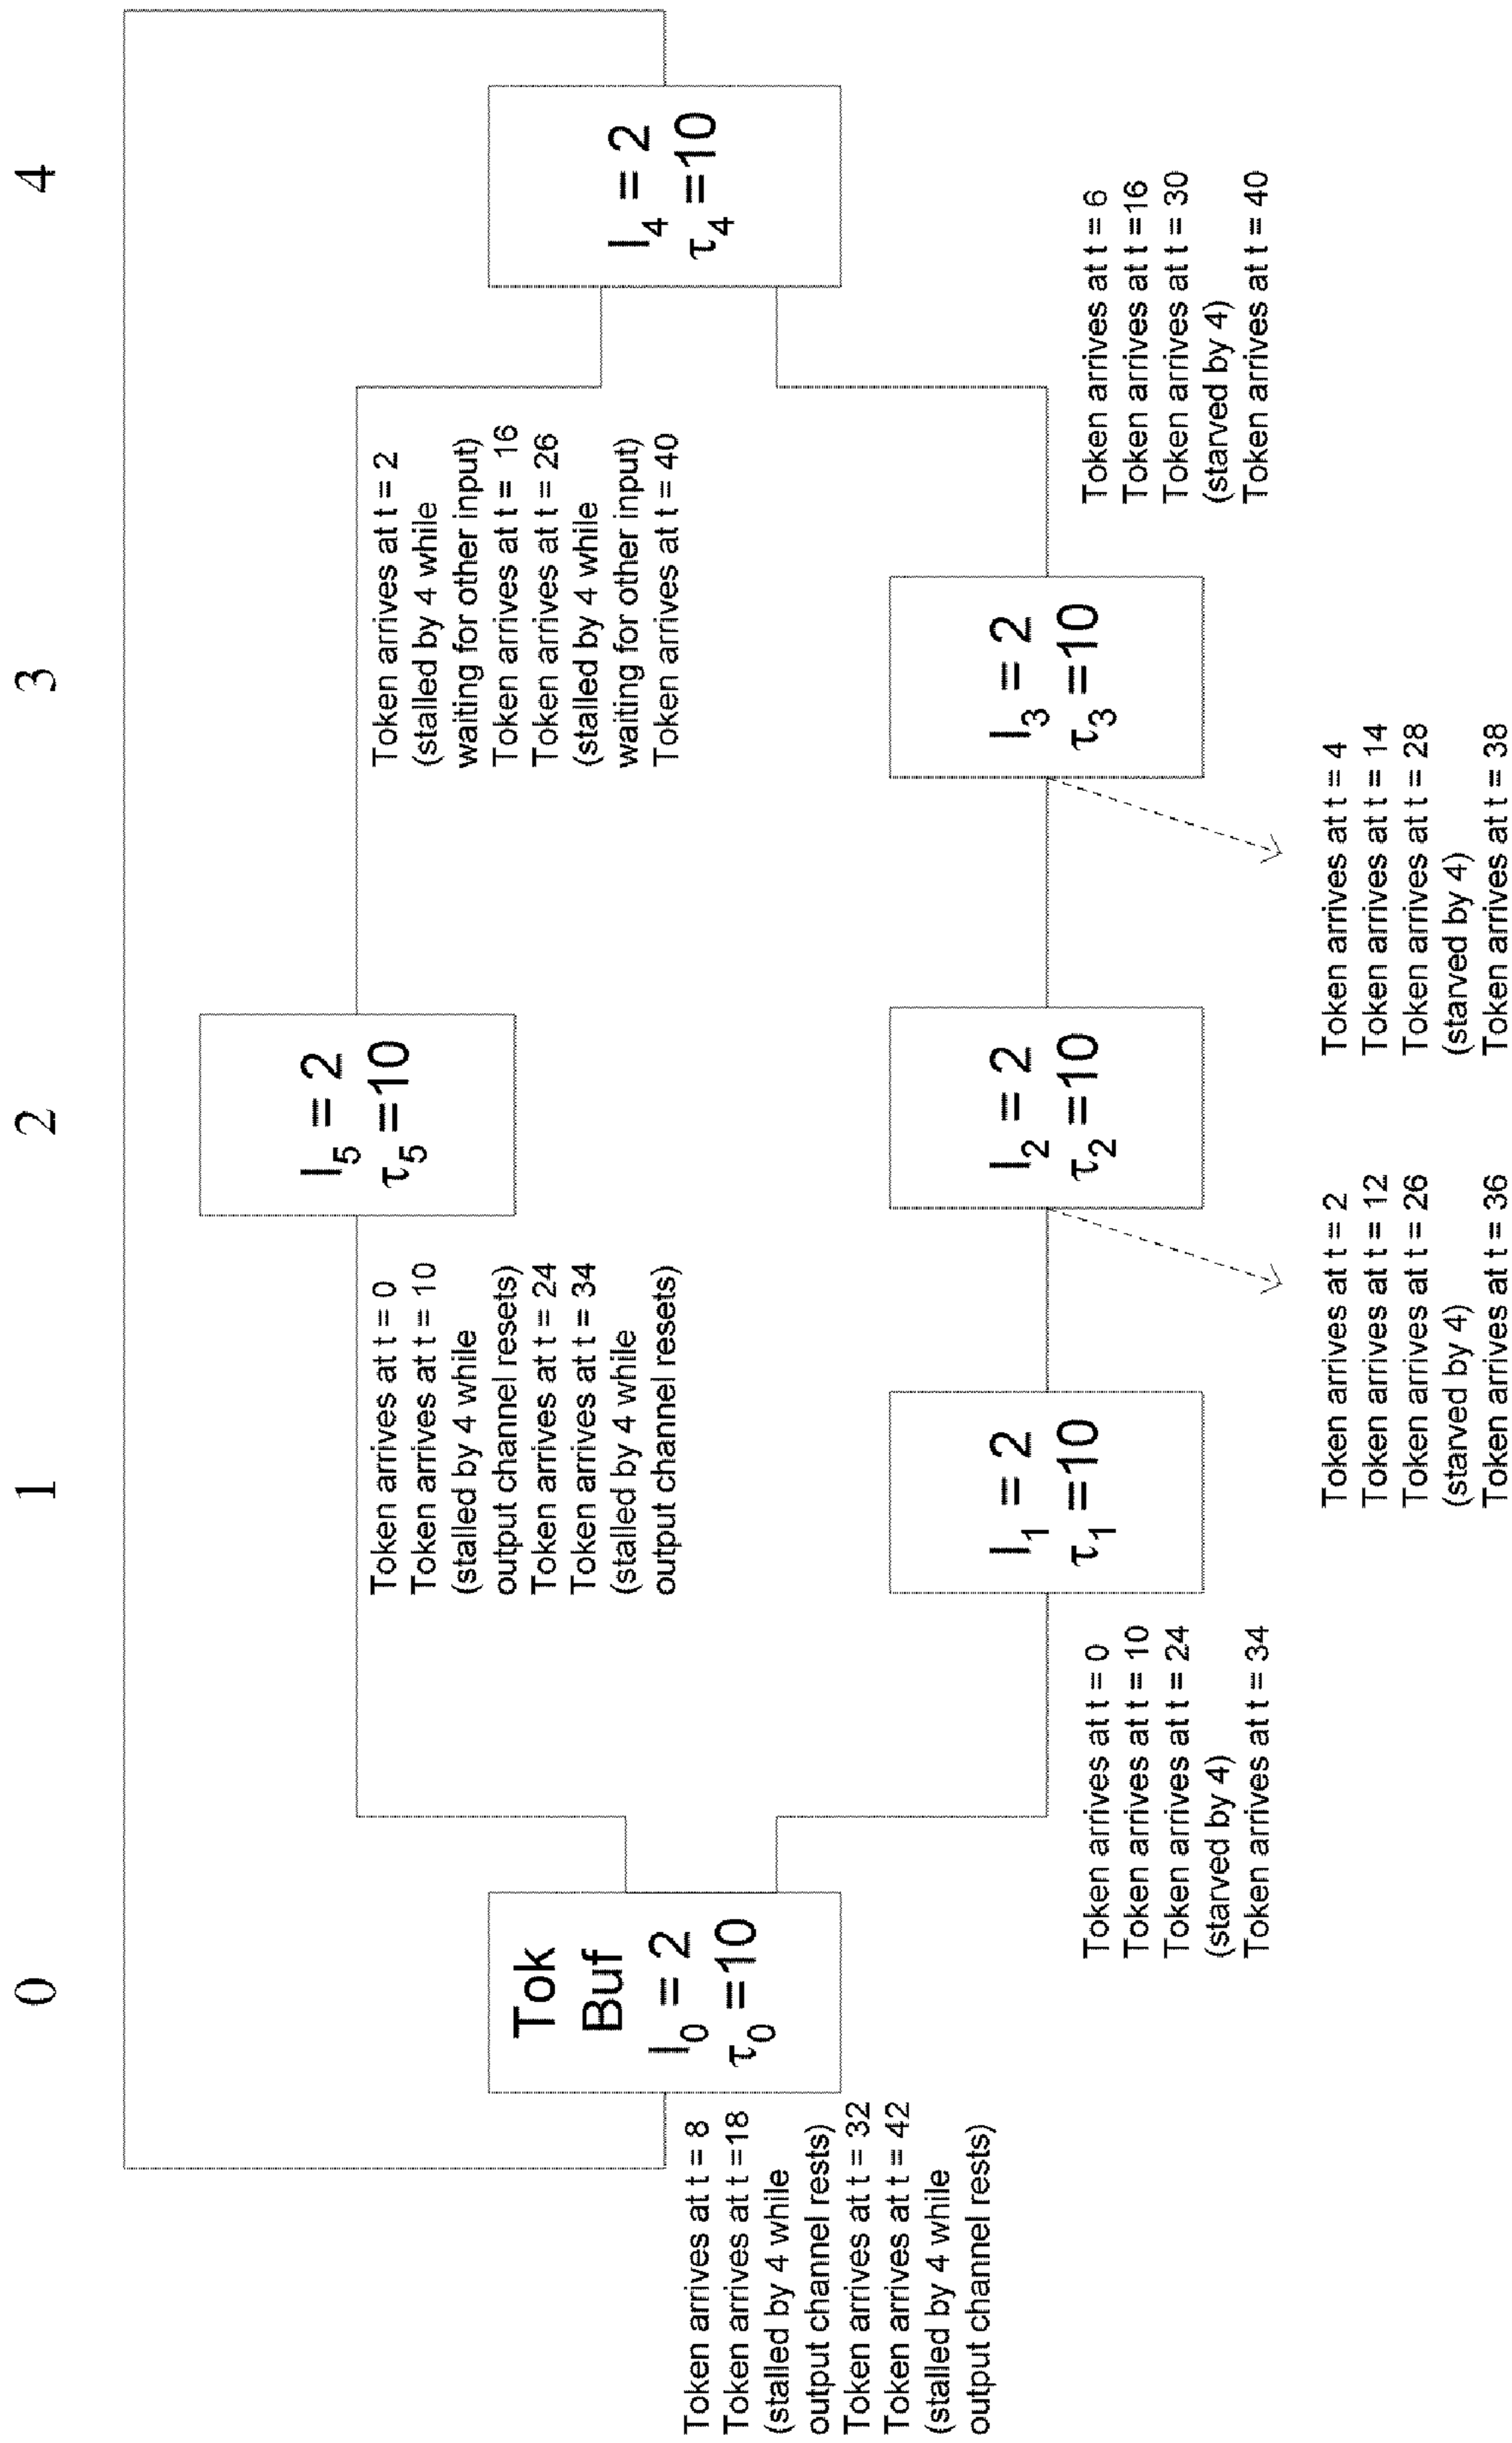 0
1
2
3
4
Tok
Buf
l0 = 2
τ0 =10
Token arrives at t = 8
Token arrives at t =18
(stalled by 4 while
output channel rests)
Token arrives at t = 32
Token arrives at t = 42
(stalled by 4 while
output channel rests)
Token arrives at t = 0
Token arrives at t = 10
(stalled by 4 while
output channel resets)
Token arrives at t = 24
Token arrives at t = 34
(stalled by 4 while
output channel resets)
l5 = 2
τ5 =10
Token arrives at t = 2
(stalled by 4 while
waiting for other input)
Token arrives at t = 16
Token arrives at t = 26
(stalled by 4 while
waiting for other input)
Token arrives at t = 40
l4 = 2
τ4 =10
Token arrives at t = 0
Token arrives at t = 10
Token arrives at t = 24
(starved by 4)
Token arrives at t = 34
l1 = 2
τ1 =10
Token arrives at t = 2
Token arrives at t = 12
Token arrives at t = 26
(starved by 4)
Token arrives at t = 36
l2 = 2
τ2 =10
Token arrives at t = 4
Token arrives at t = 14
Token arrives at t = 28
(starved by 4)
Token arrives at t = 38
l3 = 2
τ3 =10
Token arrives at t = 6
Token arrives at t =16
Token arrives at t = 30
(starved by 4)
Token arrives at t = 40